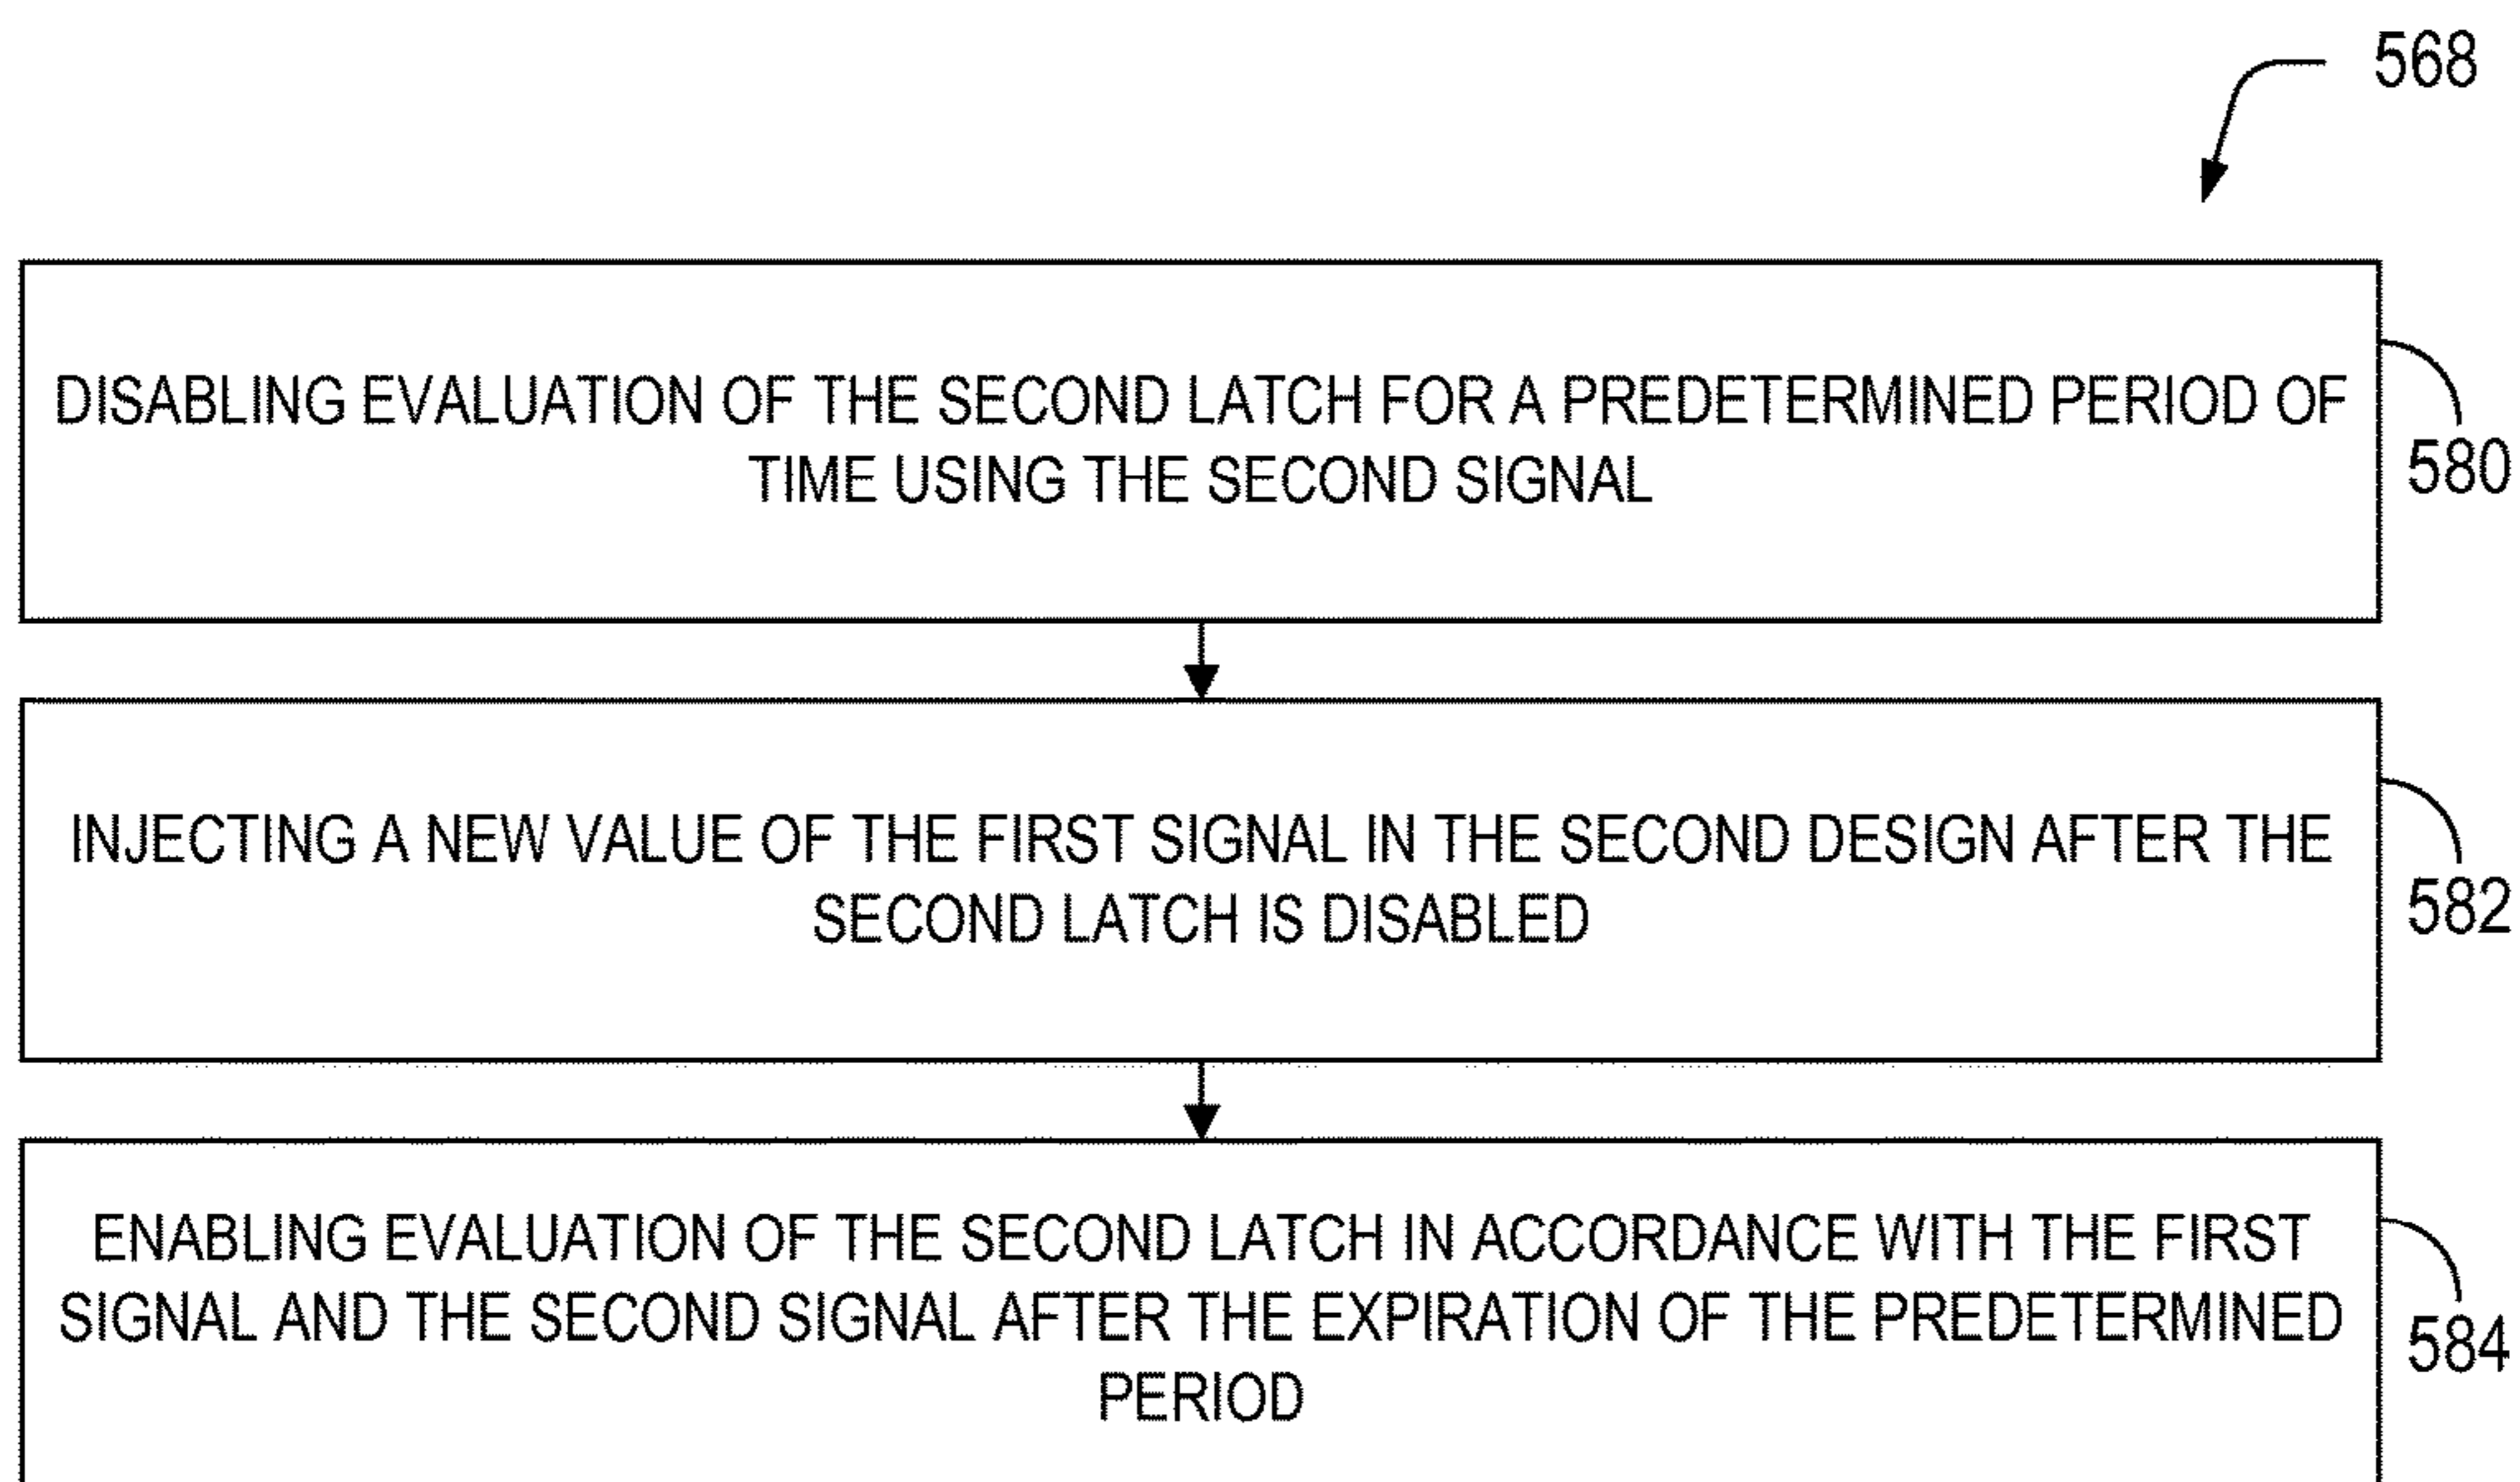 568
DISABLING EVALUATION OF THE SECOND LATCH FOR A PREDETERMINED PERIOD OF
TIME USING THE SECOND SIGNAL
580
INJECTING A NEW VALUE OF THE FIRST SIGNAL IN THE SECOND DESIGN AFTER THE
SECOND LATCH IS DISABLED
582
ENABLING EVALUATION OF THE SECOND LATCH IN ACCORDANCE WITH THE FIRST
SIGNAL AND THE SECOND SIGNAL AFTER THE EXPIRATION OF THE PREDETERMINED
PERIOD
584